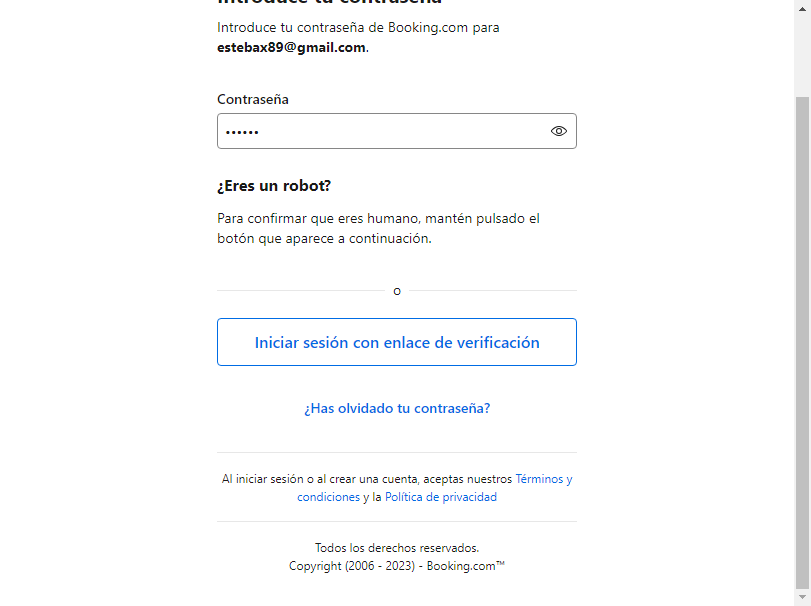 Introduce tu contraseña
Introduce tu contraseña de Booking.com para
estebax89@gmail.com.
Contraseña
••••••
¿Eres un robot?
Para confirmar que eres humano, mantén pulsado el
botón que aparece a continuación.
o
Iniciar sesión con enlace de verificación
¿Has olvidado tu contraseña?
Al iniciar sesión o al crear una cuenta, aceptas nuestros Términos y
condiciones y la Política de privacidad
Todos los derechos reservados.
Copyright (2006 - 2023) - Booking.com™